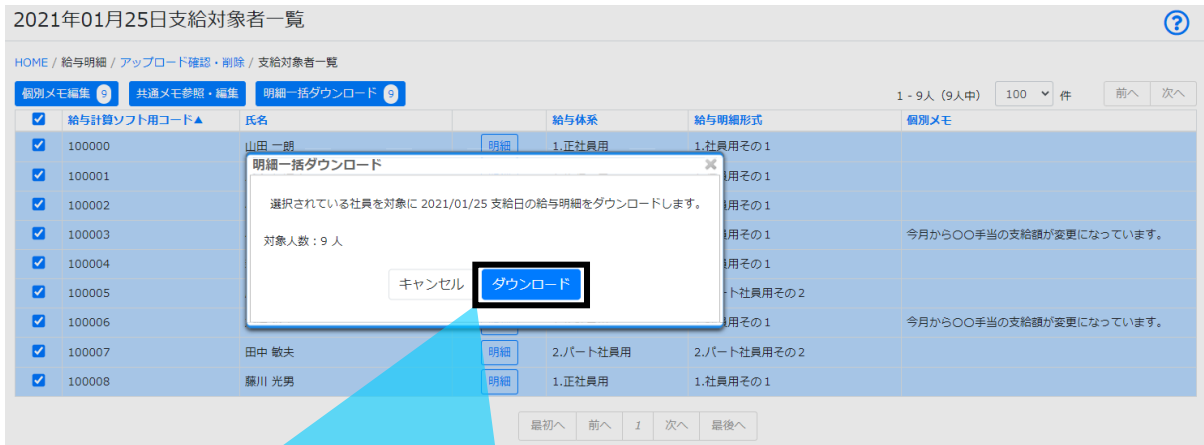 2021年01月25日支給対象者一覧
HOME / 給与明細 / アップロード確認・削除 / 支給対象者一覧
個別メモ編集 9 共通メモ参照・編集 明細一括ダウンロード 9 1 - 9人（9人中） 100 件 前へ 次へ
給与計算ソフト用コード▲ 氏名 給与体系 給与明細形式 個別メモ
100000 山田 一朗 明細 1.正社員用 1.社員用その1
明細一括ダウンロード ×
100001 員用その1
選択されている社員を対象に 2021/01/25 支給日の給与明細をダウンロードします。
100002 員用その1
対象人数：9 人
100003 員用その1 今月から〇〇手当の支給額が変更になっています。
100004 員用その1
キャンセル ダウンロード
100005 ート社員用その2
100006 員用その1 今月から〇〇手当の支給額が変更になっています。
100007 田中 敏夫 明細 2.パート社員用 2.パート社員用その2
100008 藤川 光男 明細 1.正社員用 1.社員用その1
最初へ 前へ 1 次へ 最後へ